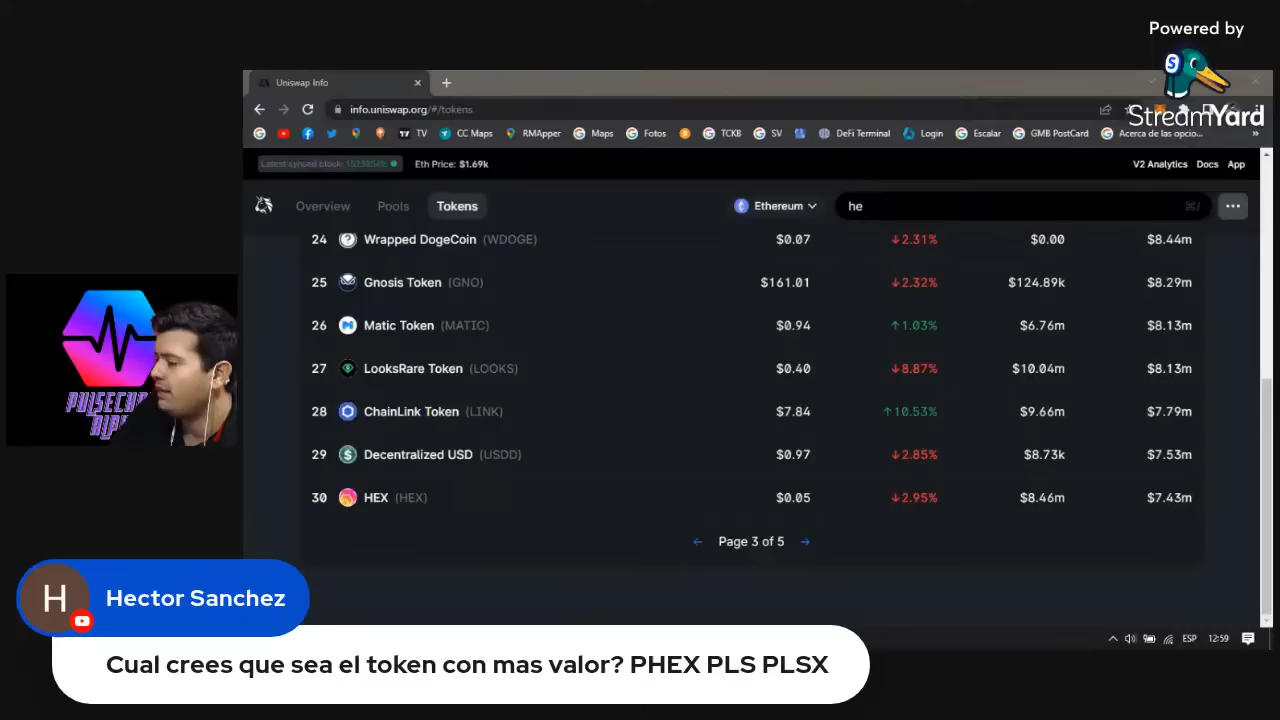 Powered by
StreamYard
Uniswap Info
info.uniswap.org/#/tokens
TV CC Maps RMApper Maps Fotos TCKB SV DeFi Terminal Login Escalar GMB PostCard Acerca de las opcio...
Eth Price: $1.69k
V2 Analytics Docs App
Overview Pools Tokens Ethereum he
24 Wrapped DogeCoin (WDOGE) $0.07 ↓2.31% $0.00 $8.44m
25 Gnosis Token (GNO) $161.01 ↓2.32% $124.89k $8.29m
26 Matic Token (MATIC) $0.94 ↑1.03% $6.76m $8.13m
27 LooksRare Token (LOOKS) $0.40 ↓8.87% $10.04m $8.13m
28 ChainLink Token (LINK) $7.84 ↑10.53% $9.66m $7.79m
29 Decentralized USD (USDD) $0.97 ↓2.85% $8.73k $7.53m
30 HEX (HEX) $0.05 ↓2.95% $8.46m $7.43m
← Page 3 of 5 →
H Hector Sanchez
Cual crees que sea el token con mas valor? PHEX PLS PLSX
ESP 12:59